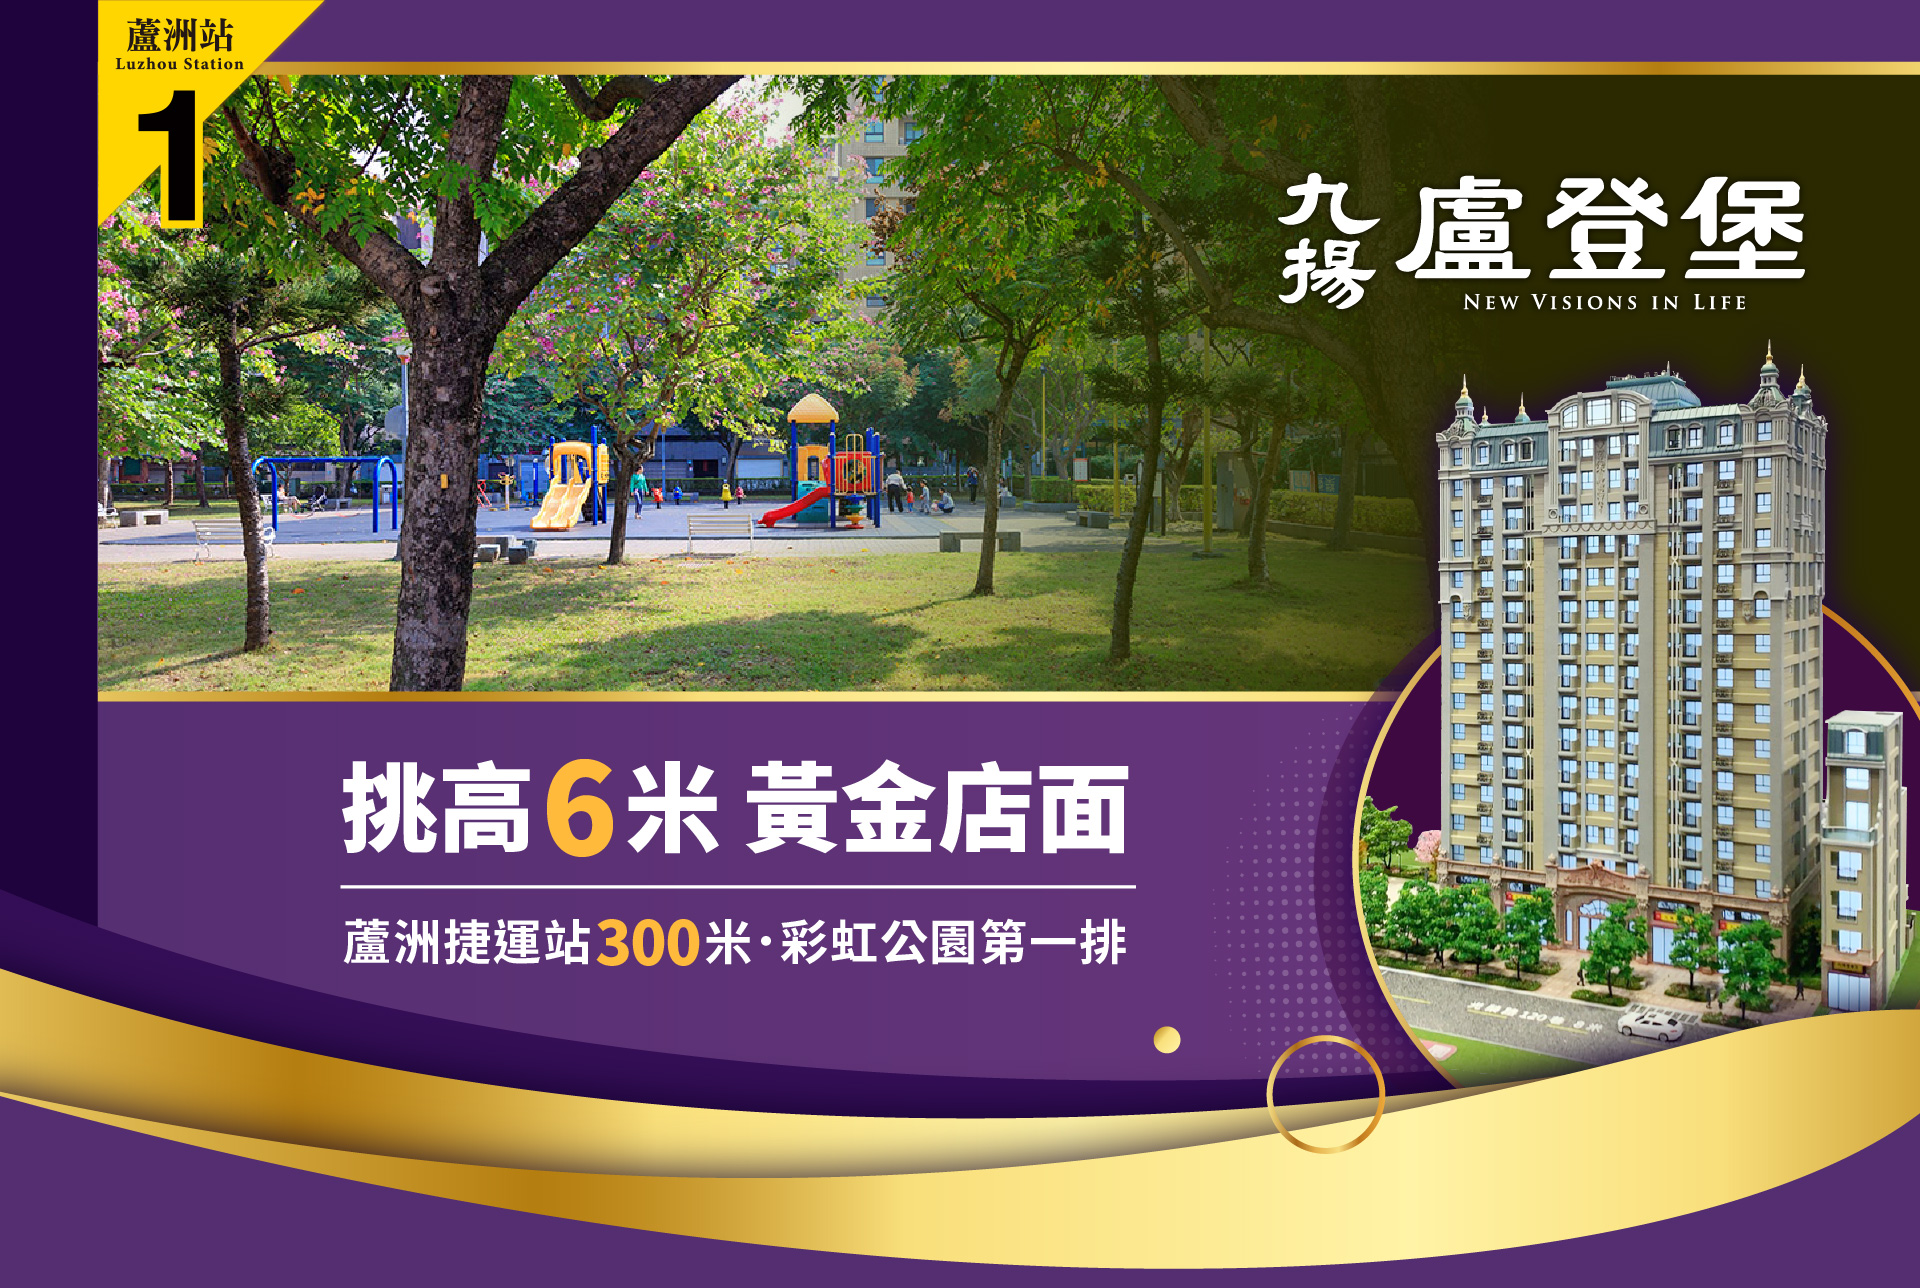 蘆洲站
Luzhou Station
1
九揚 盧登堡
NEW VISIONS IN LIFE
挑高6米 黃金店面
蘆洲捷運站300米·彩虹公園第一排